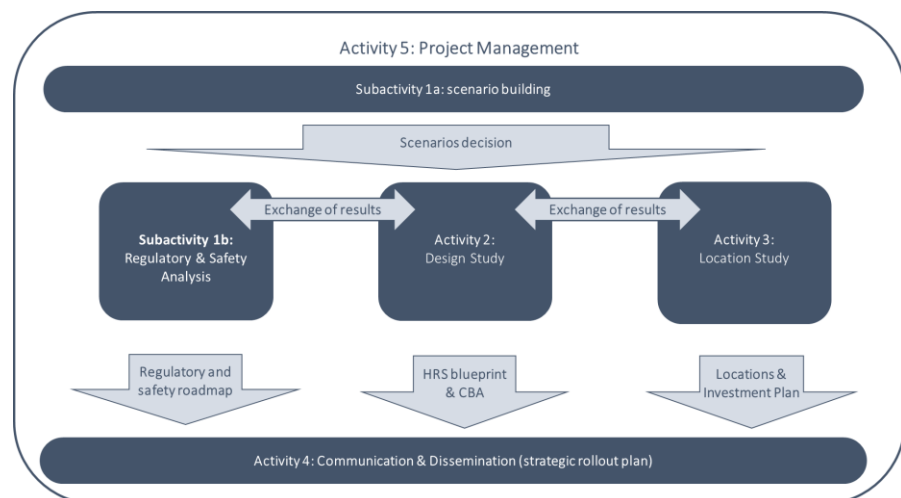 Activity 5: Project Management
Subactivity 1a: scenario building
Scenarios decision
Exchange of results
Exchange of results
Subactivity 1b:
Regulatory & Safety
Analysis
Activity 2:
Design Study
Activity 3:
Location Study
Regulatory and
safety roadmap
HRS blueprint
& CBA
Locations &
Investment Plan
Activity 4: Communication & Dissemination (strategic rollout plan)